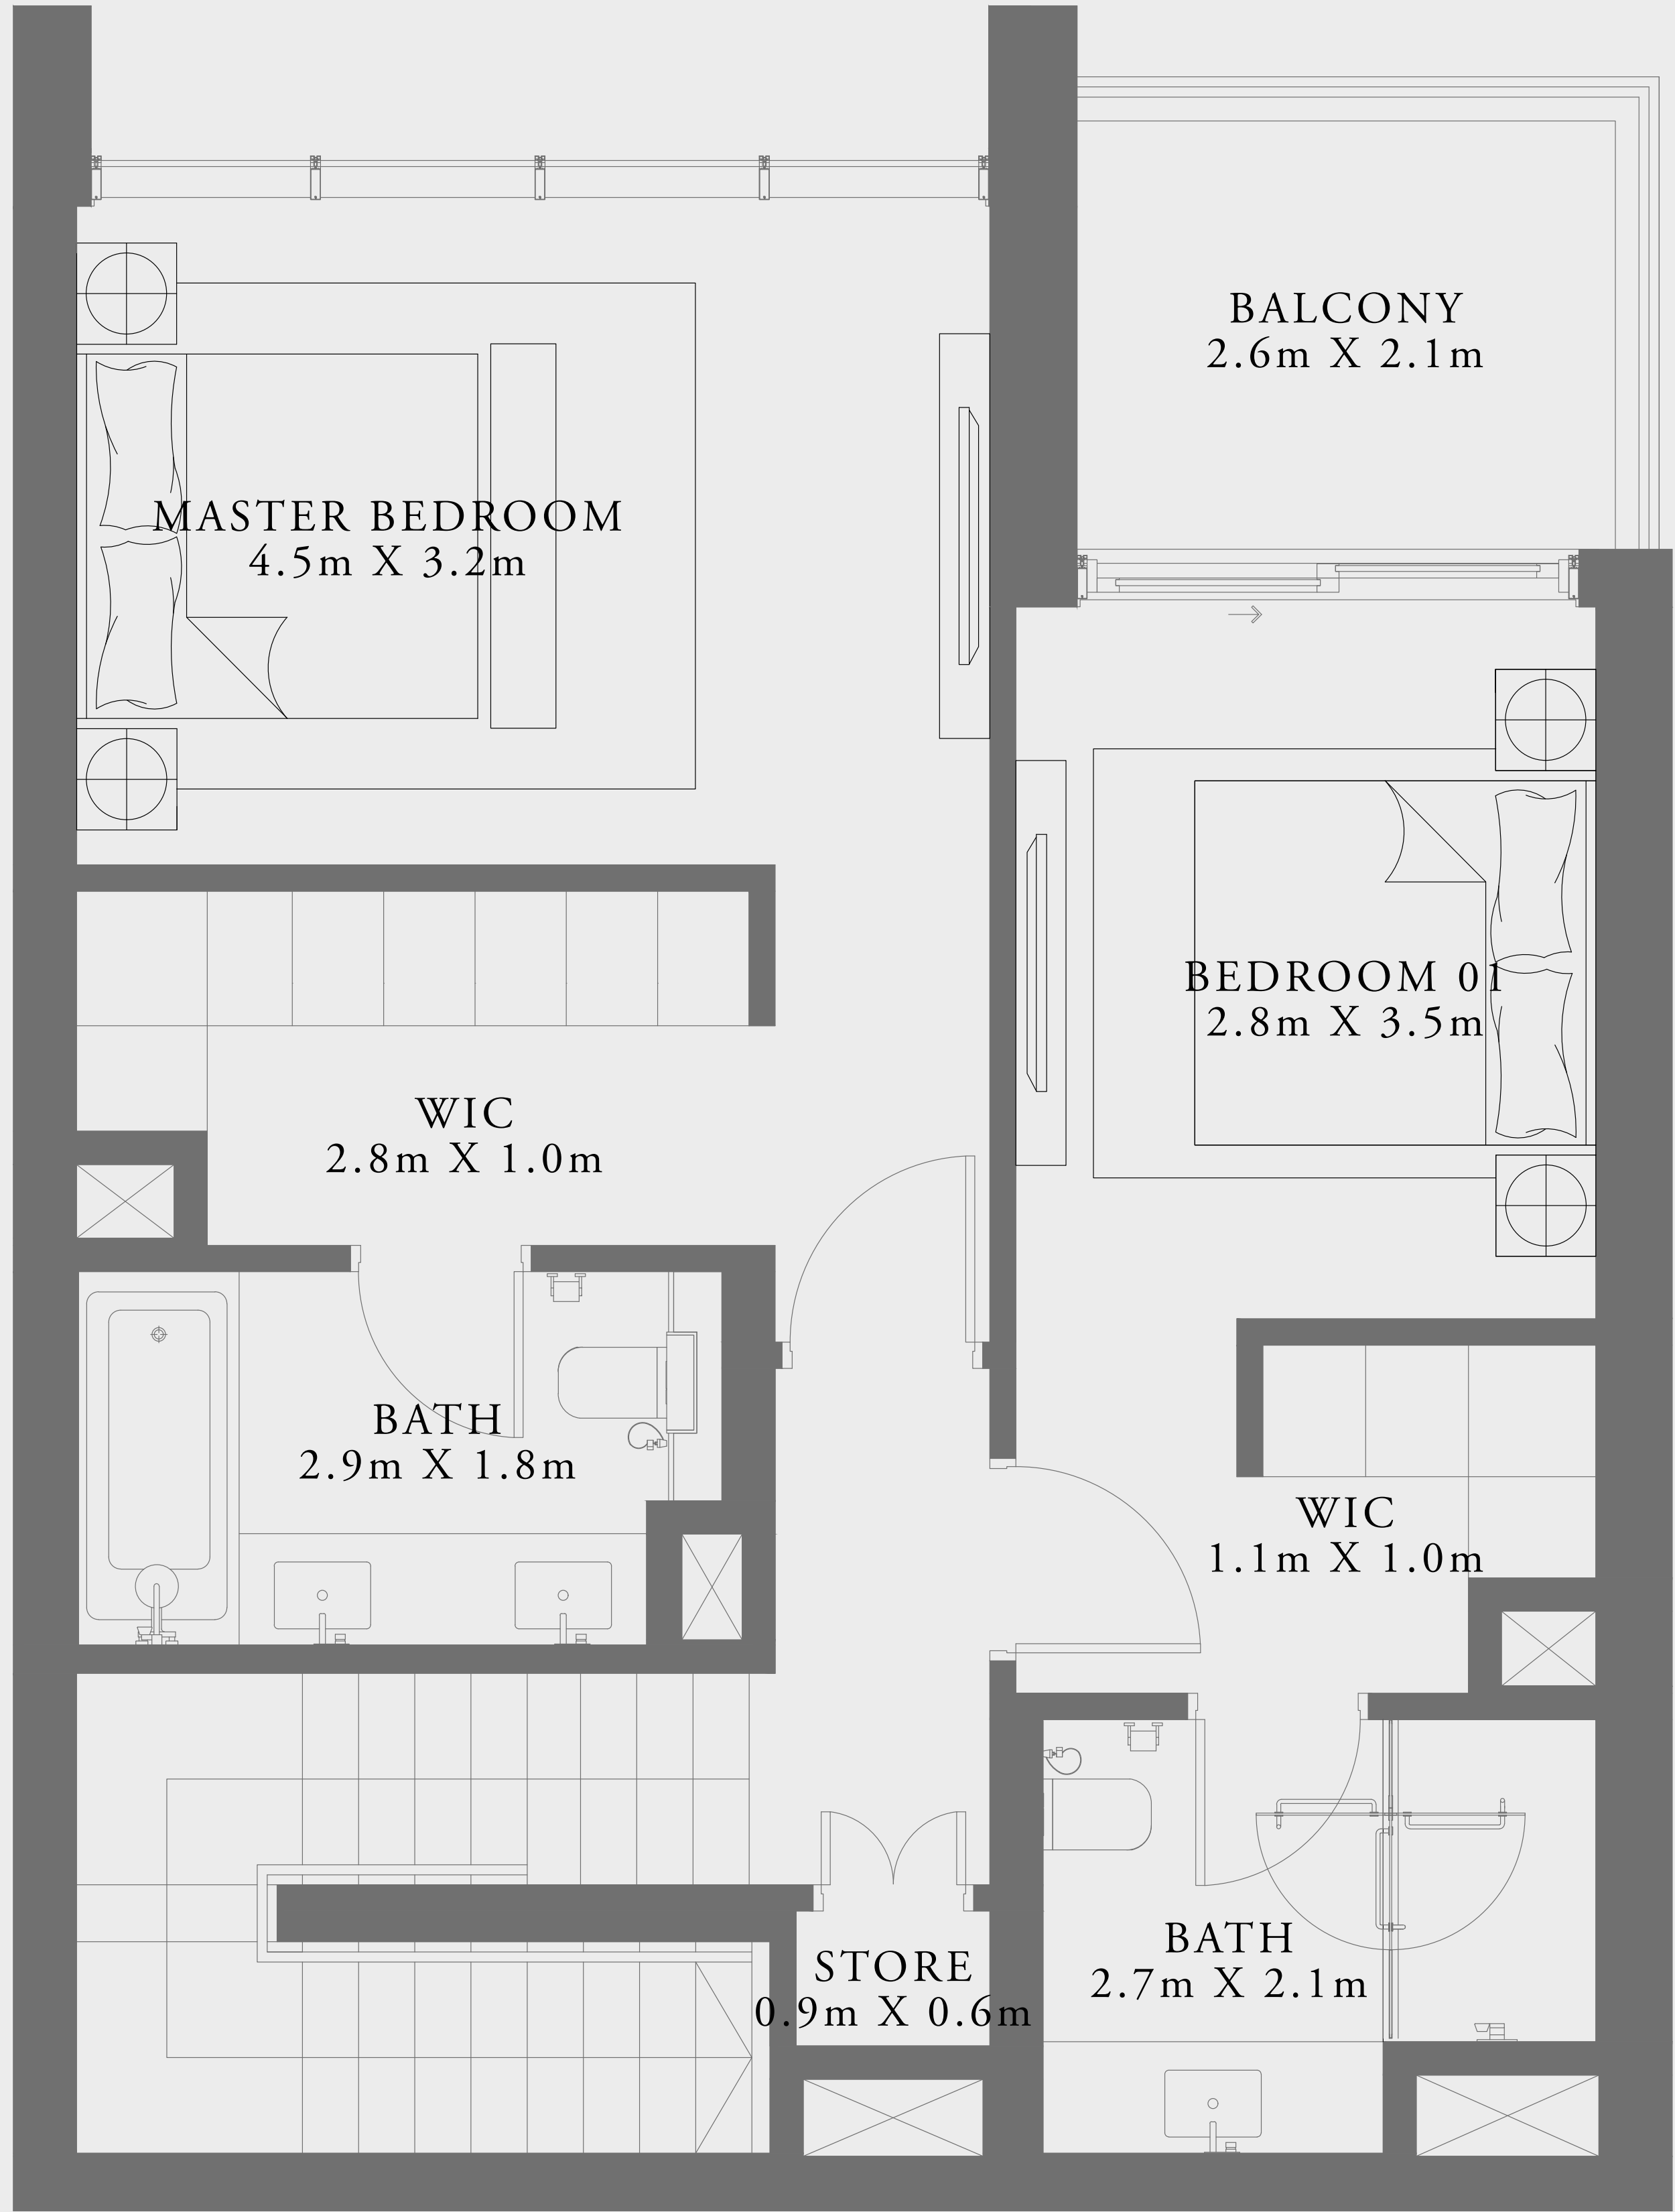 BALCONY
2.6m X 2.1m
MASTER BEDROOM
4.5m X 3.2m
BEDROOM 01
2.8m X 3.5m
WIC
2.8m X 1.0m
BATH
2.9m X 1.8m
WIC
1.1m X 1.0m
BATH
2.7m X 2.1m
STORE
0.9m X 0.6m